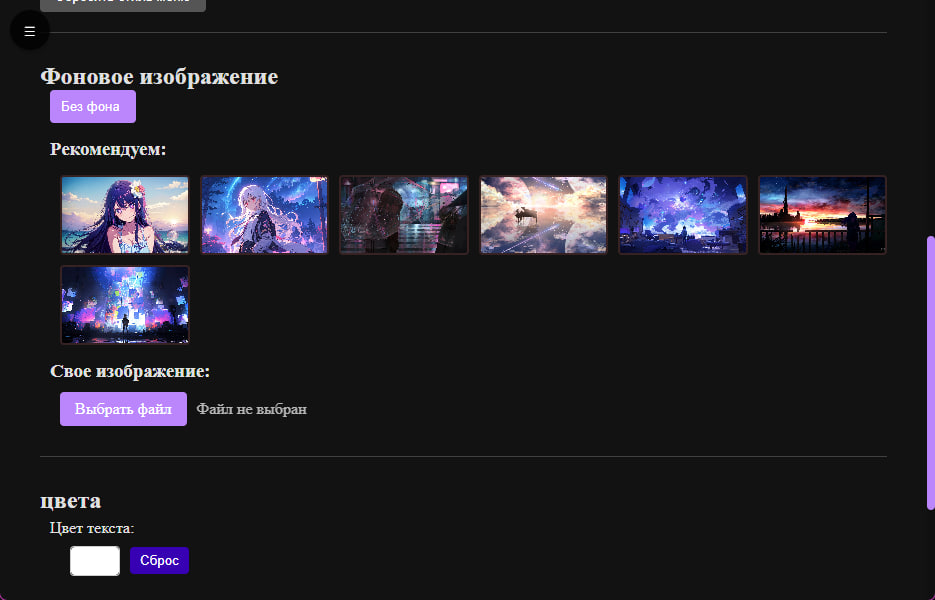 Фоновое изображение
Без фона
Рекомендуем:
Свое изображение:
Выбрать файл Файл не выбран
цвета
Цвет текста:
Сброс